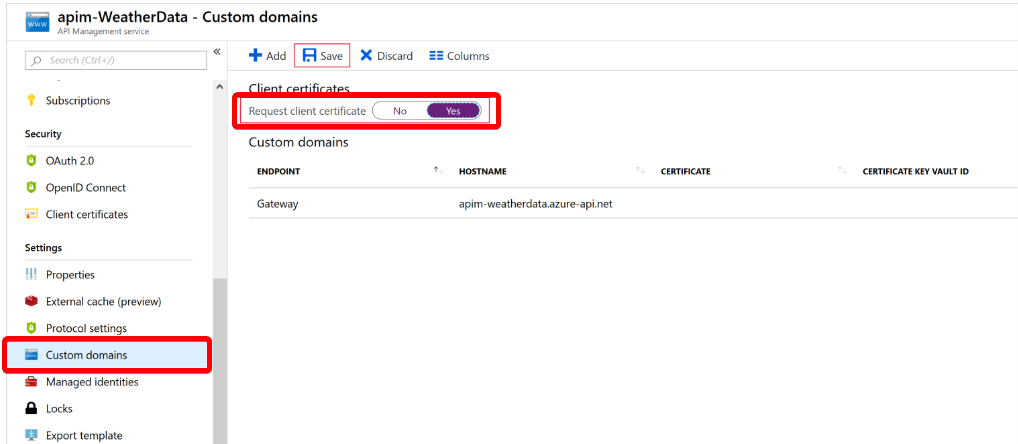 www
apim-WeatherData - Custom domains
API Management service
Search (Ctrl+/)
«
Subscriptions
Security
OAuth 2.0
OpenID Connect
Client certificates
Settings
Properties
External cache (preview)
Protocol settings
Custom domains
Managed identities
Locks
Export template
Add
Save
Discard
Columns
Client certificates
Request client certificate No Yes
Custom domains
ENDPOINT HOSTNAME CERTIFICATE CERTIFICATE KEY VAULT ID
Gateway apim-weatherdata.azure-api.net